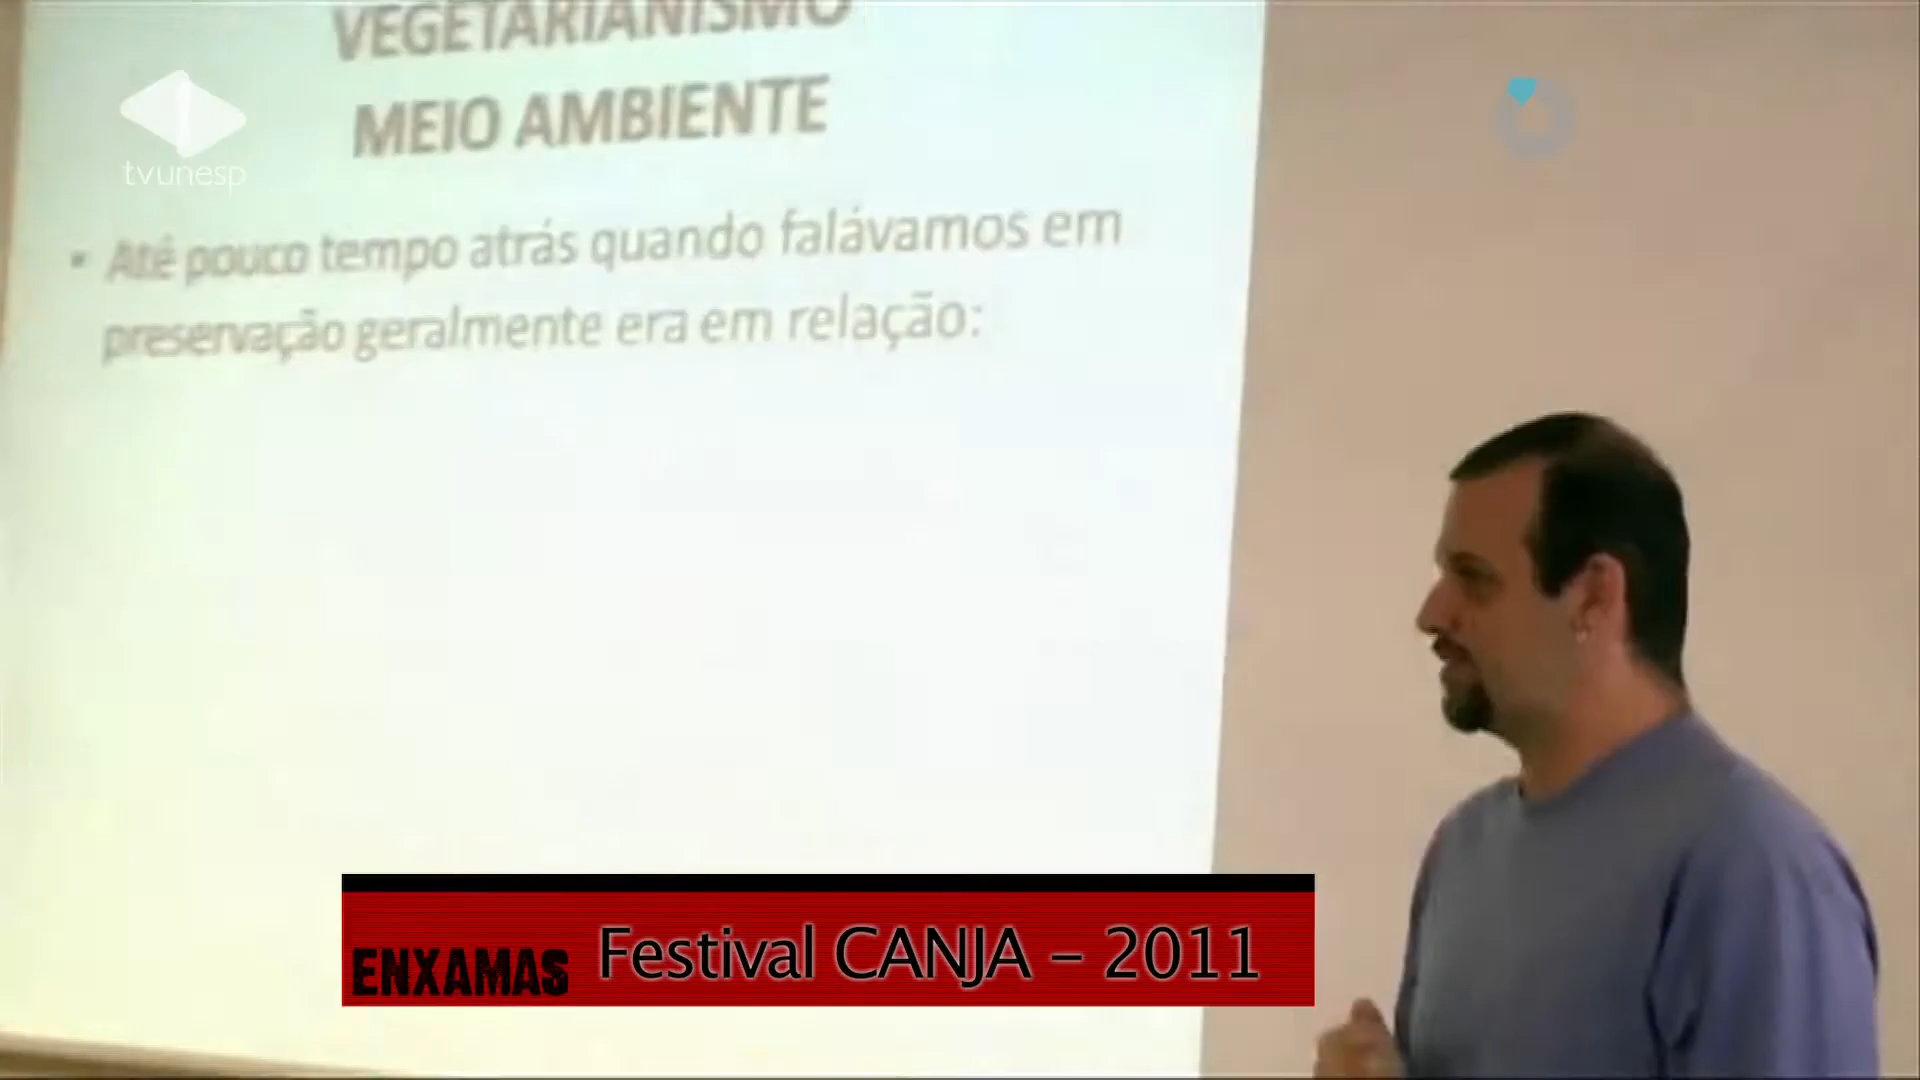 VEGETARIANISMO
MEIO AMBIENTE
tvunesp
• Até pouco tempo atrás quando falávamos em
preservação geralmente era em relação:
ENXAMAS Festival CANJA – 2011